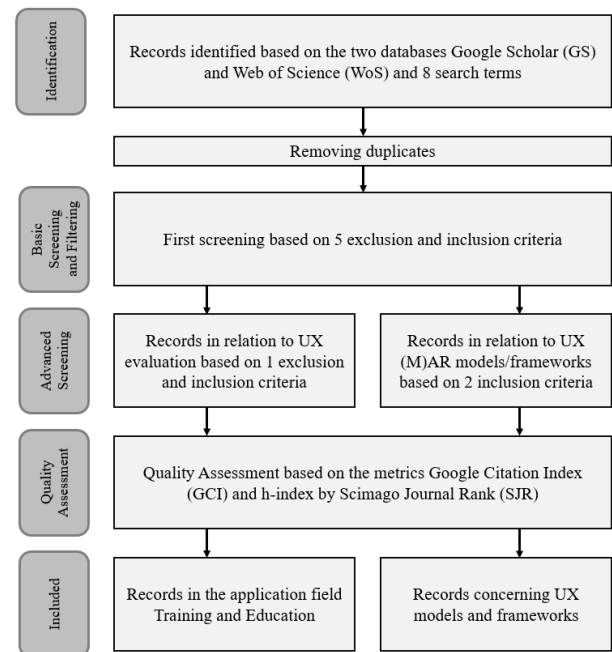 Identification
Records identified based on the two databases Google Scholar (GS)
and Web of Science (WoS) and 8 search terms
Removing duplicates
Basic
Screening
and Filtering
First screening based on 5 exclusion and inclusion criteria
Advanced
Screening
Records in relation to UX
evaluation based on 1 exclusion
and inclusion criteria
Records in relation to UX
(M)AR models/frameworks
based on 2 inclusion criteria
Quality
Assessment
Quality Assessment based on the metrics Google Citation Index
(GCI) and h-index by Scimago Journal Rank (SJR)
Included
Records in the application field
Training and Education
Records concerning UX
models and frameworks